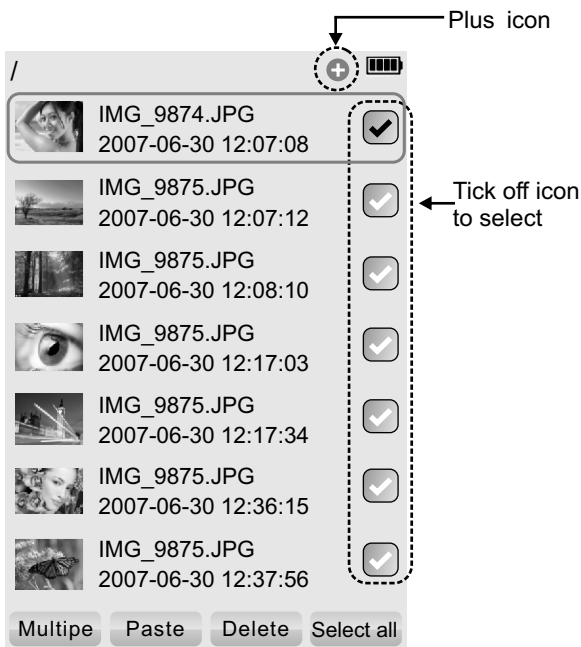 Plus icon
/
IMG_9874.JPG
2007-06-30 12:07:08
IMG_9875.JPG
2007-06-30 12:07:12
Tick off icon
to select
IMG_9875.JPG
2007-06-30 12:08:10
IMG_9875.JPG
2007-06-30 12:17:03
IMG_9875.JPG
2007-06-30 12:17:34
IMG_9875.JPG
2007-06-30 12:36:15
IMG_9875.JPG
2007-06-30 12:37:56
Multipe Paste Delete Select all